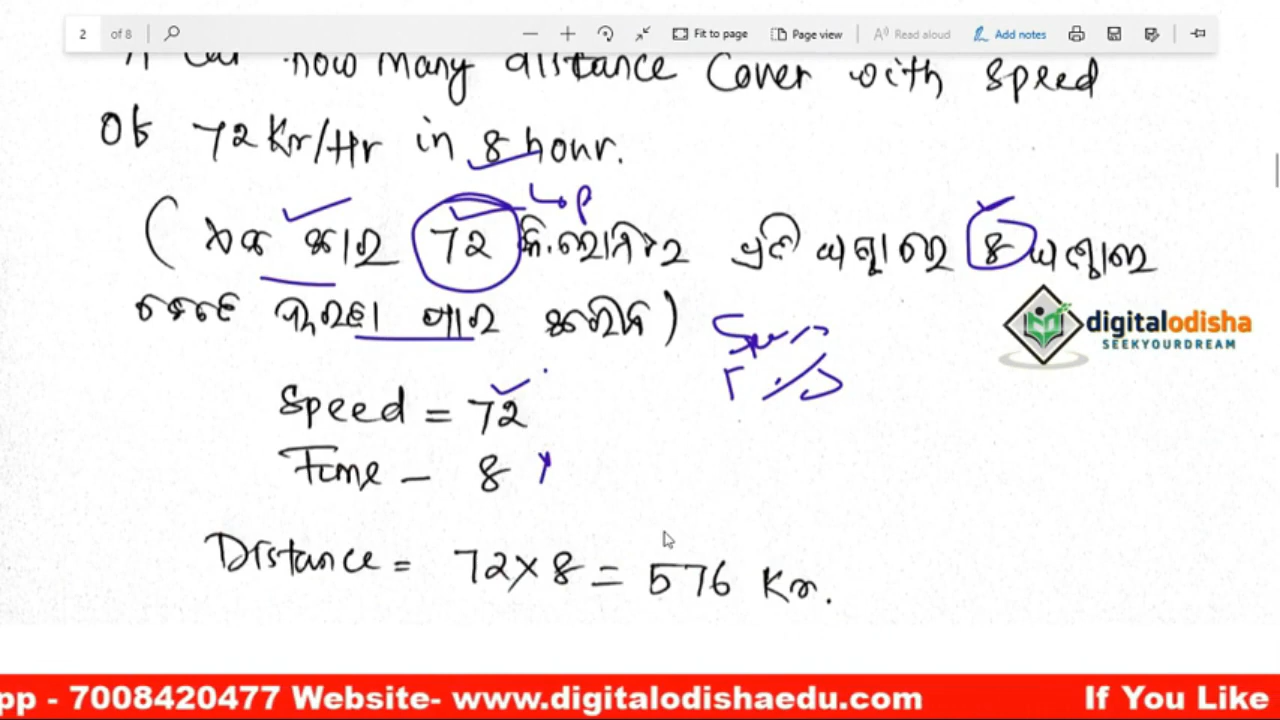 2 of 8 Fit to page Page view Read aloud Add notes
how many distance cover with speed
of 72 Km/Hr in 8 hour.
(ଏକ କାର 72 କି.ମି ପ୍ରତି ଘଣ୍ଟାରେ 8 ଘଣ୍ଟାରେ
କେତେ ଦୂରତା ପାର କରିବ)
digitalodisha
SEEKYOURDREAM
Speed = 72
Time - 8
Distance = 72 × 8 = 576 Km.
pp - 7008420477 Website- www.digitalodishaedu.com If You Like